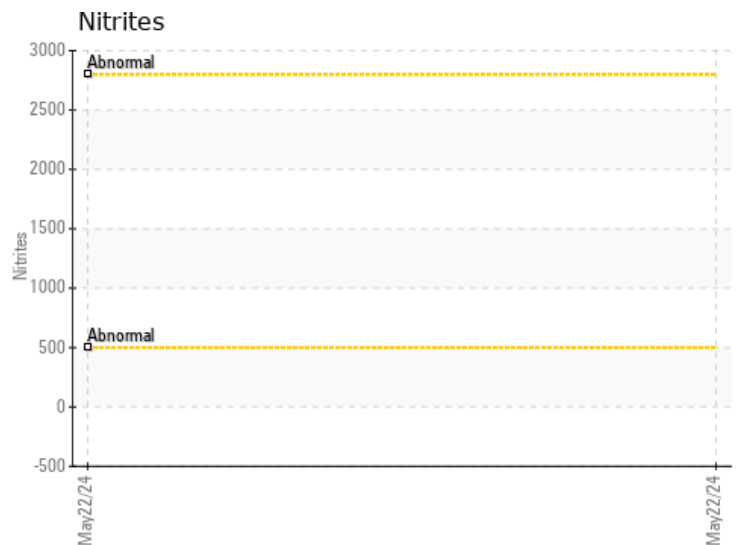 Nitrites
3000
Abnormal
2500
2000
1500
Nitrites
1000
Abnormal
500
0
-500
May22/24
May22/24